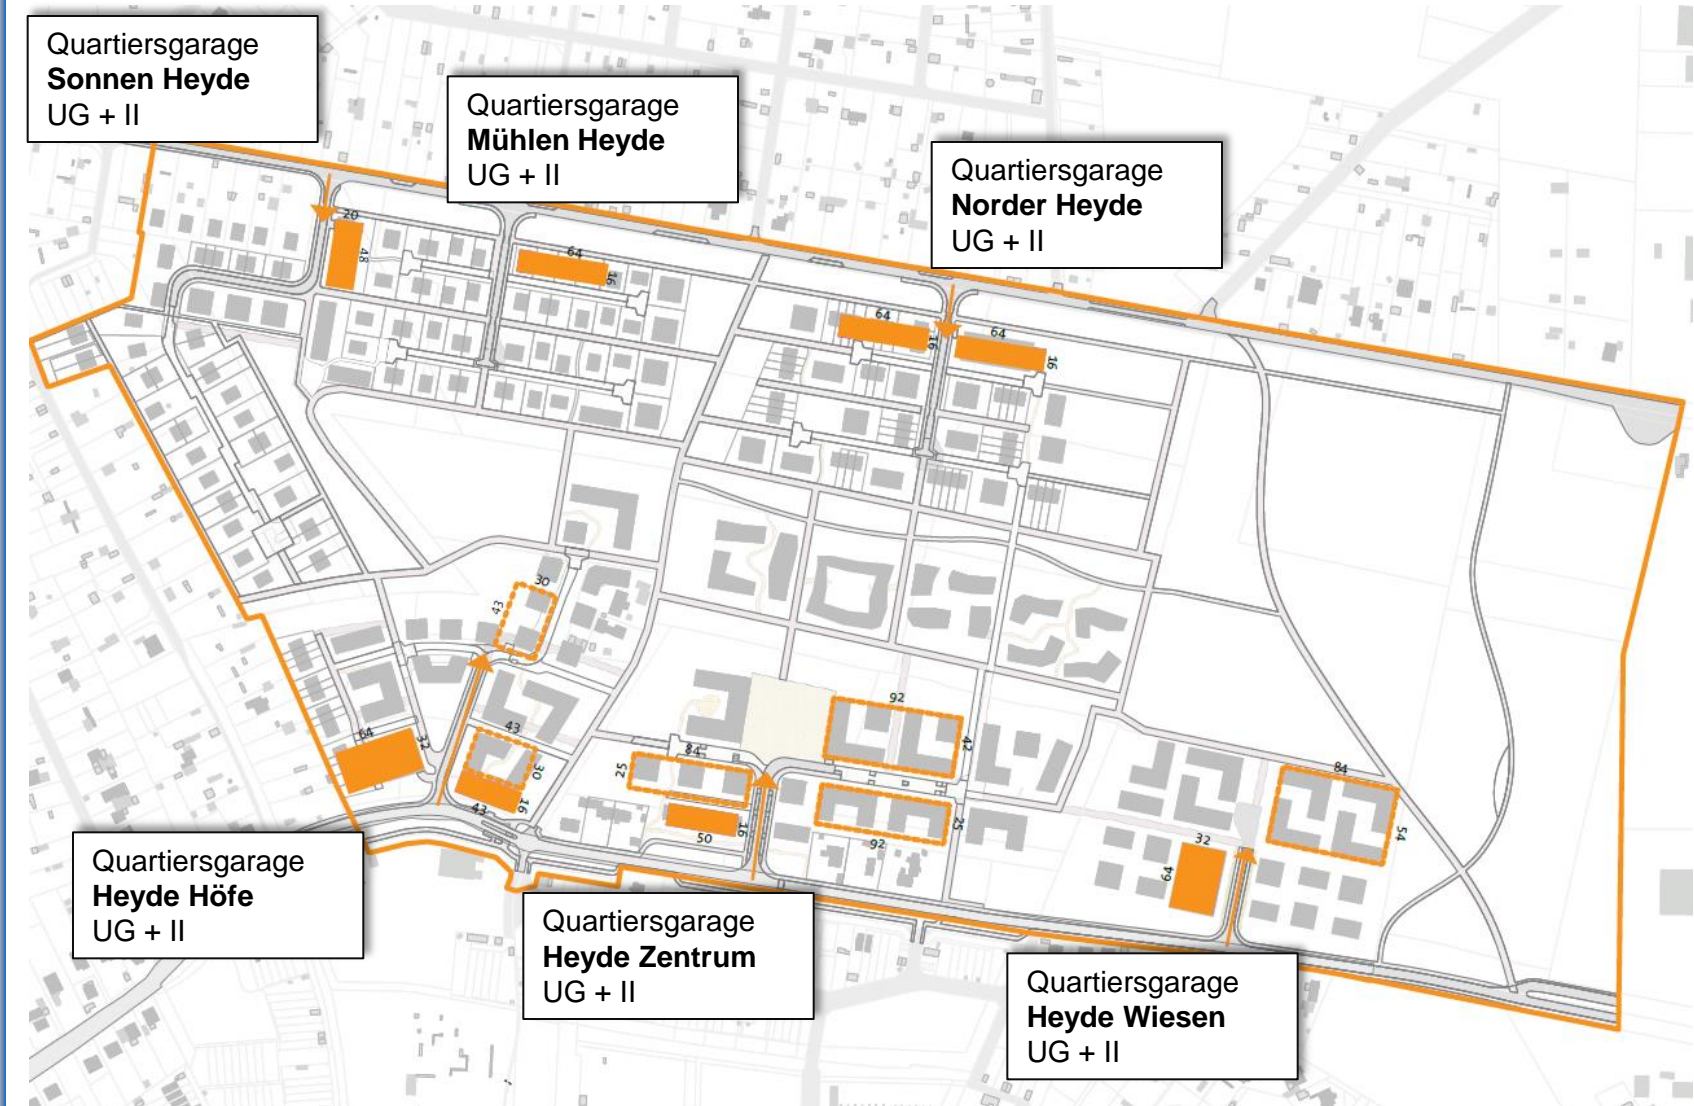 Quartiersgarage
Sonnen Heyde
UG + II
Quartiersgarage
Mühlen Heyde
UG + II
Quartiersgarage
Norder Heyde
UG + II
20
48
64
16
64
16
64
16
30
43
64
32
43
30
43
16
84
25
50
16
92
42
92
25
32
64
84
54
Quartiersgarage
Heyde Höfe
UG + II
Quartiersgarage
Heyde Zentrum
UG + II
Quartiersgarage
Heyde Wiesen
UG + II